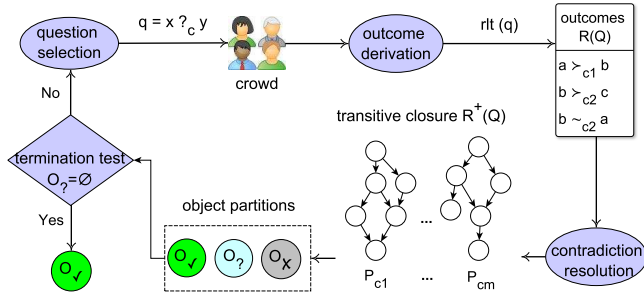 question
selection
q = x ?c y
crowd
outcome
derivation
rlt (q)
outcomes
R(Q)
a ≻c1 b
b ≻c2 c
b ∼c2 a
No
termination test
O?=∅
Yes
O✓
transitive closure R⁺(Q)
object partitions
O✓ O? O✗
Pc1 ... Pcm
...
contradiction
resolution